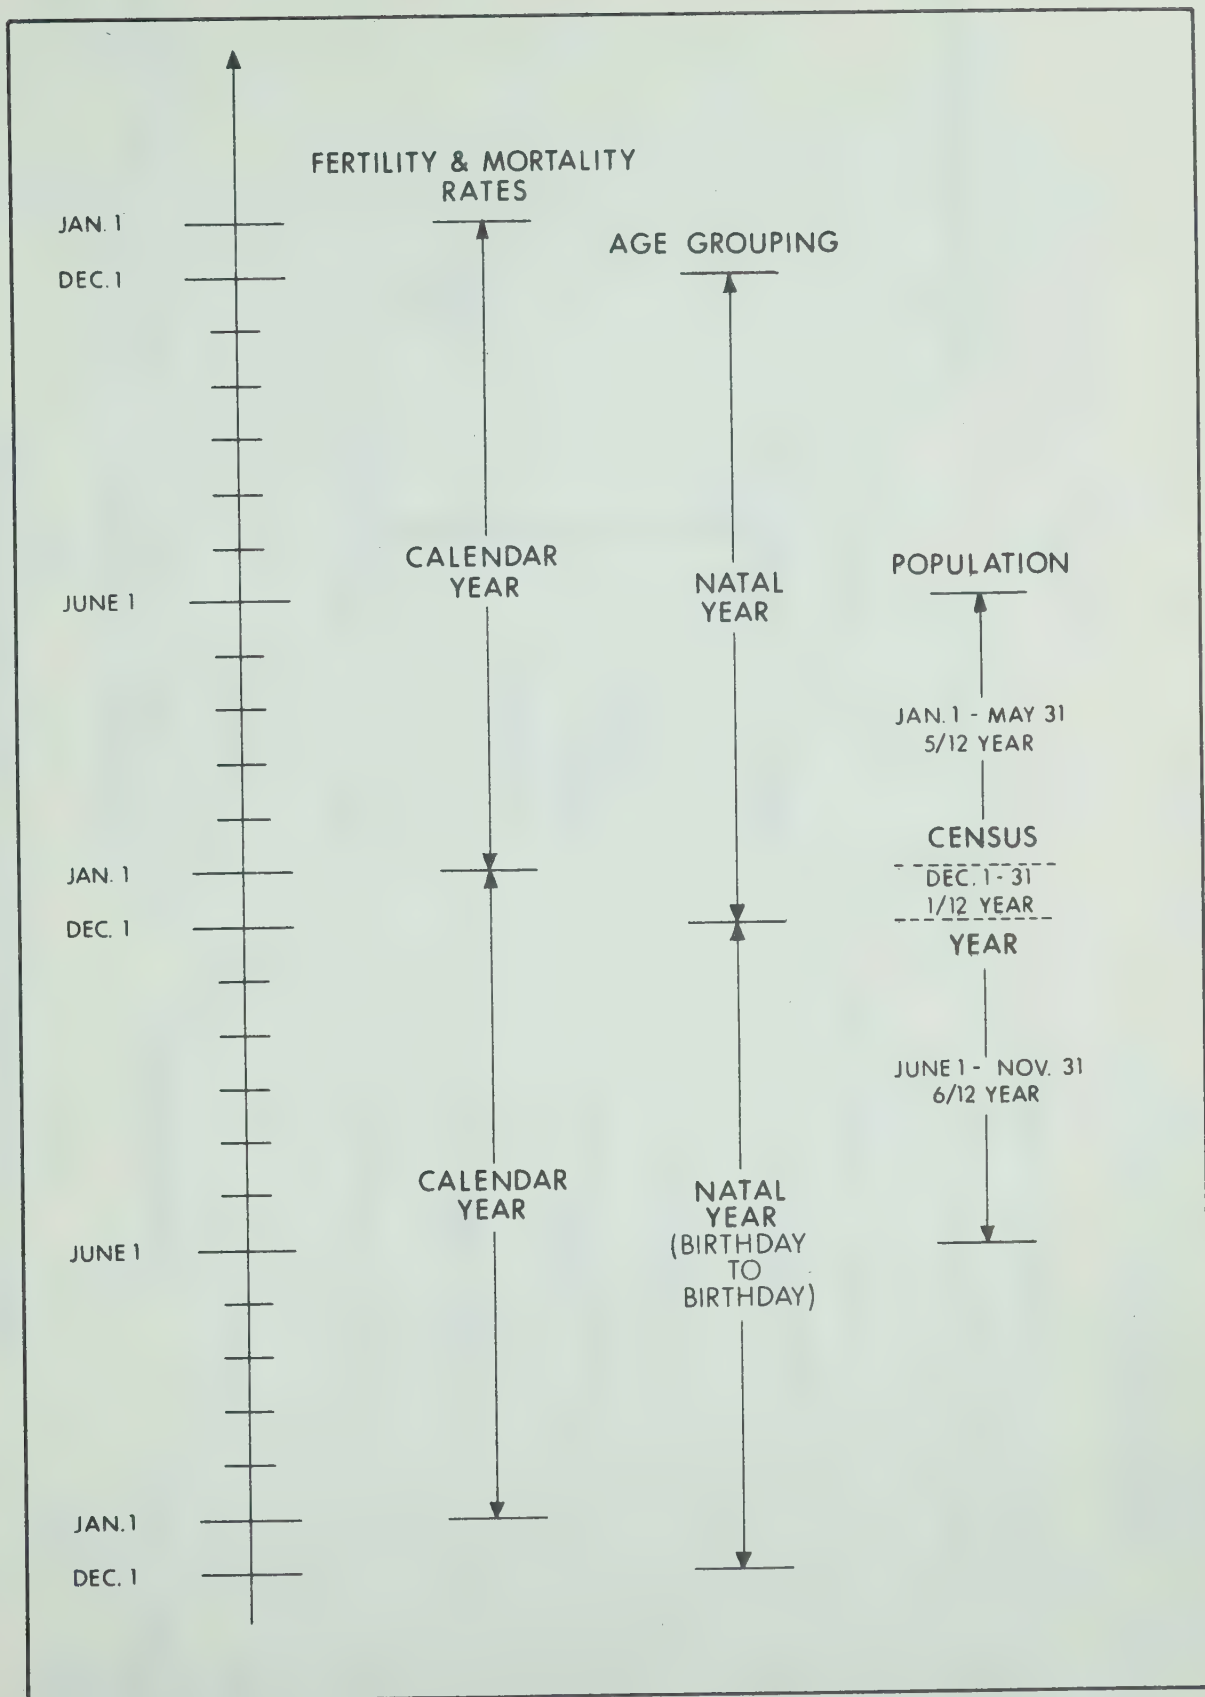 FERTILITY & MORTALITY
RATES
JAN. 1
AGE GROUPING
DEC. 1
CALENDAR
YEAR
POPULATION
NATAL
YEAR
JUNE 1
JAN. 1 - MAY 31
5/12 YEAR
CENSUS
JAN. 1
DEC. 1 - 31
1/12 YEAR
DEC. 1
YEAR
JUNE 1 - NOV. 31
6/12 YEAR
CALENDAR
YEAR
NATAL
YEAR
(BIRTHDAY
TO
BIRTHDAY)
JUNE 1
JAN. 1
DEC. 1